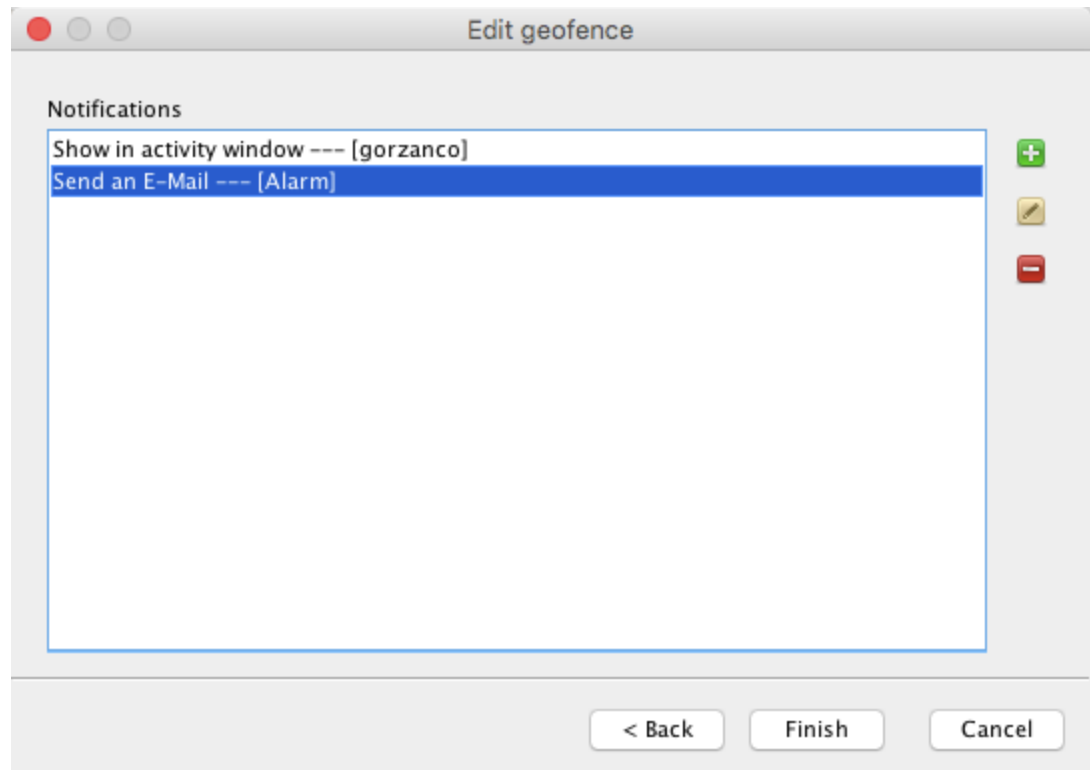 Edit geofence
Notifications
Show in activity window --- [gorzanco]
Send an E-Mail --- [Alarm]
< Back
Finish
Cancel